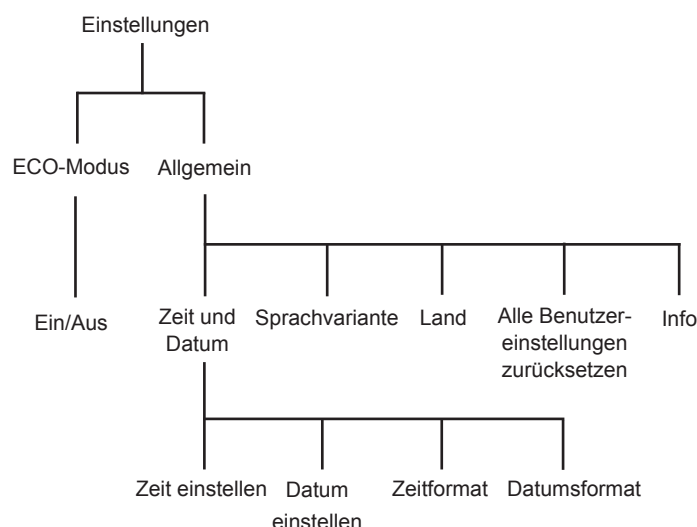 Einstellungen
ECO-Modus
Allgemein
Ein/Aus
Zeit und
Datum
Sprachvariante
Land
Alle Benutzer-
einstellungen
zurücksetzen
Info
Zeit einstellen
Datum
einstellen
Zeitformat
Datumsformat